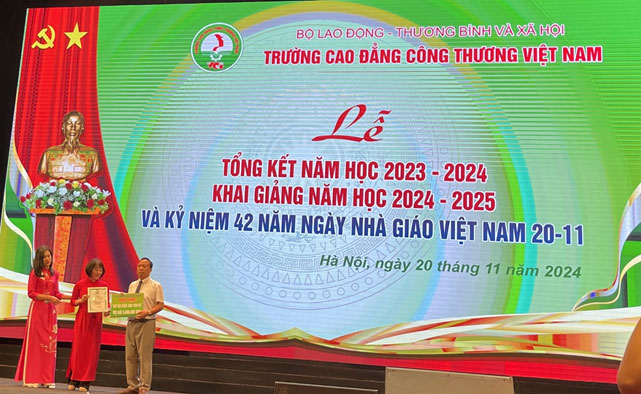 BỘ LAO ĐỘNG - THƯƠNG BINH VÀ XÃ HỘI
TRƯỜNG CAO ĐẲNG CÔNG THƯƠNG VIỆT NAM
Lễ
TỔNG KẾT NĂM HỌC 2023 - 2024
KHAI GIẢNG NĂM HỌC 2024 - 2025
VÀ KỶ NIỆM 42 NĂM NGÀY NHÀ GIÁO VIỆT NAM 20-11
Hà Nội, ngày 20 tháng 11 năm 2024